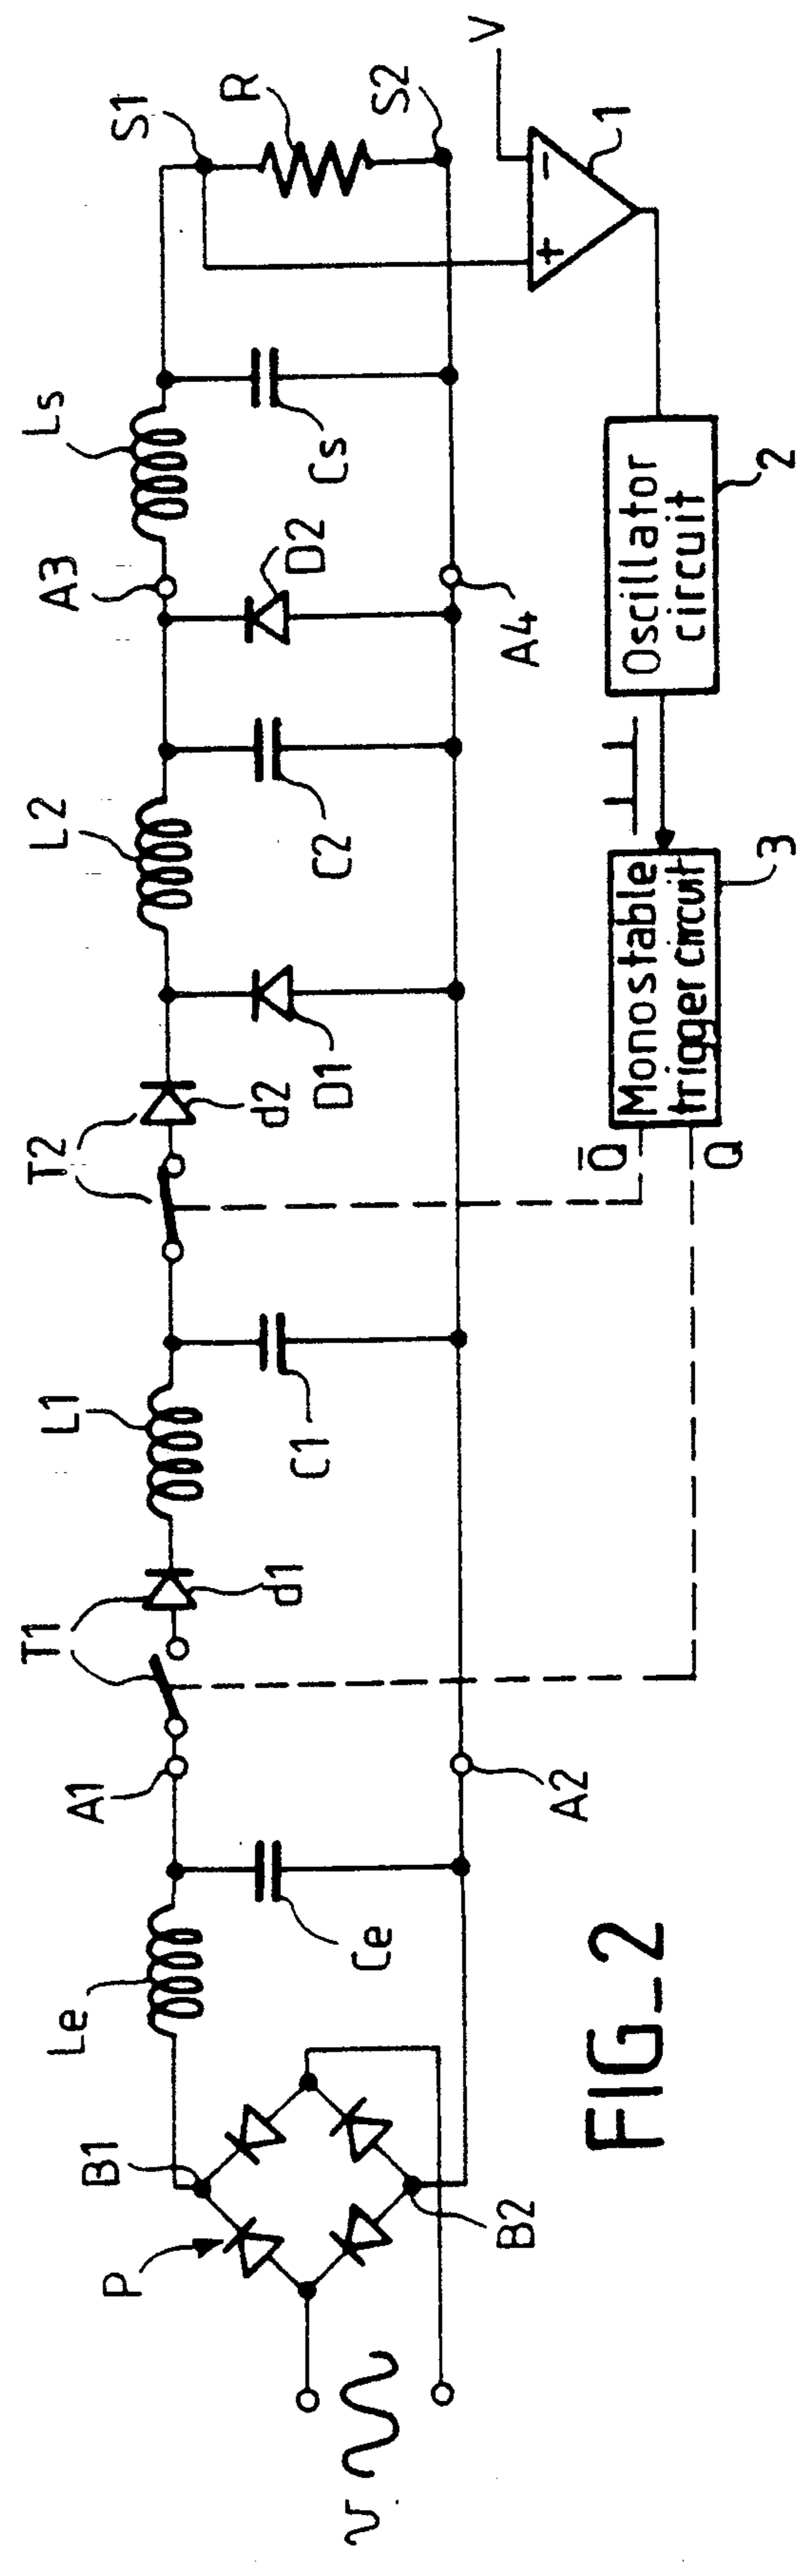 υ
P
B1
B2
Le
Ce
A1
A2
T1
d1
L1
C1
T2
d2
D1
L2
C2
D2
A3
A4
Ls
Cs
S1
R
S2
V
+
−
1
Oscillator
circuit
2
Monostable
trigger circuit
3
Q̅
Q
FIG_2